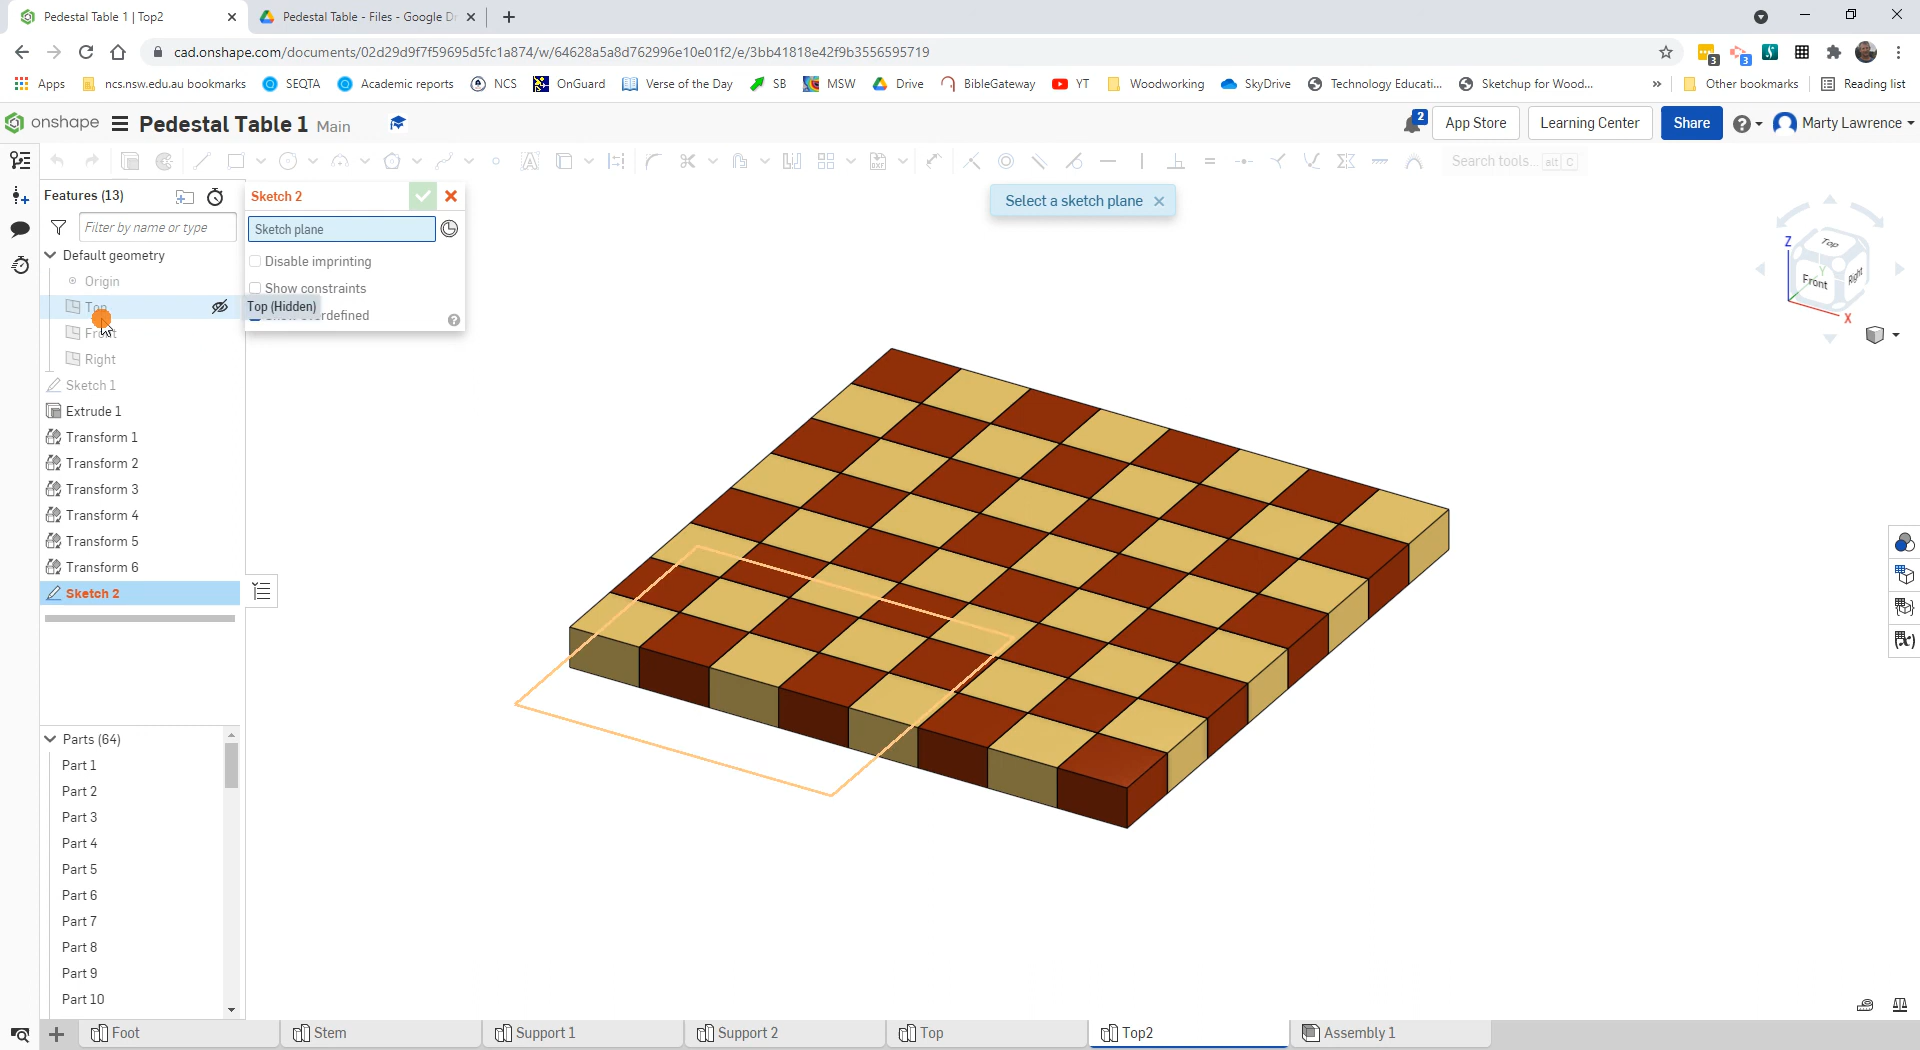 Pedestal Table 1 | Top2
Pedestal Table - Files - Google Dr
cad.onshape.com/documents/02d29d9f7f59695d5fc1a874/w/64628a5a8d762996e10e01f2/e/3bb41818e42f9b3556595719
3
3
Apps
ncs.nsw.edu.au bookmarks
SEQTA
Academic reports
NCS
OnGuard
Verse of the Day
SB
MSW
Drive
BibleGateway
YT
Woodworking
SkyDrive
Technology Educati...
Sketchup for Wood...
»
Other bookmarks
Reading list
onshape
Pedestal Table 1 Main
2
App Store
Learning Center
Share
Marty Lawrence
Search tools... alt C
Features (13)
Filter by name or type
Default geometry
Origin
Top
Front
Right
Sketch 1
Extrude 1
Transform 1
Transform 2
Transform 3
Transform 4
Transform 5
Transform 6
Sketch 2
Sketch 2
Sketch plane
Disable imprinting
Show constraints
Top (Hidden)
Show overdefined
Select a sketch plane
Top
Front
Right
Z
Y
X
Parts (64)
Part 1
Part 2
Part 3
Part 4
Part 5
Part 6
Part 7
Part 8
Part 9
Part 10
Foot
Stem
Support 1
Support 2
Top
Top2
Assembly 1